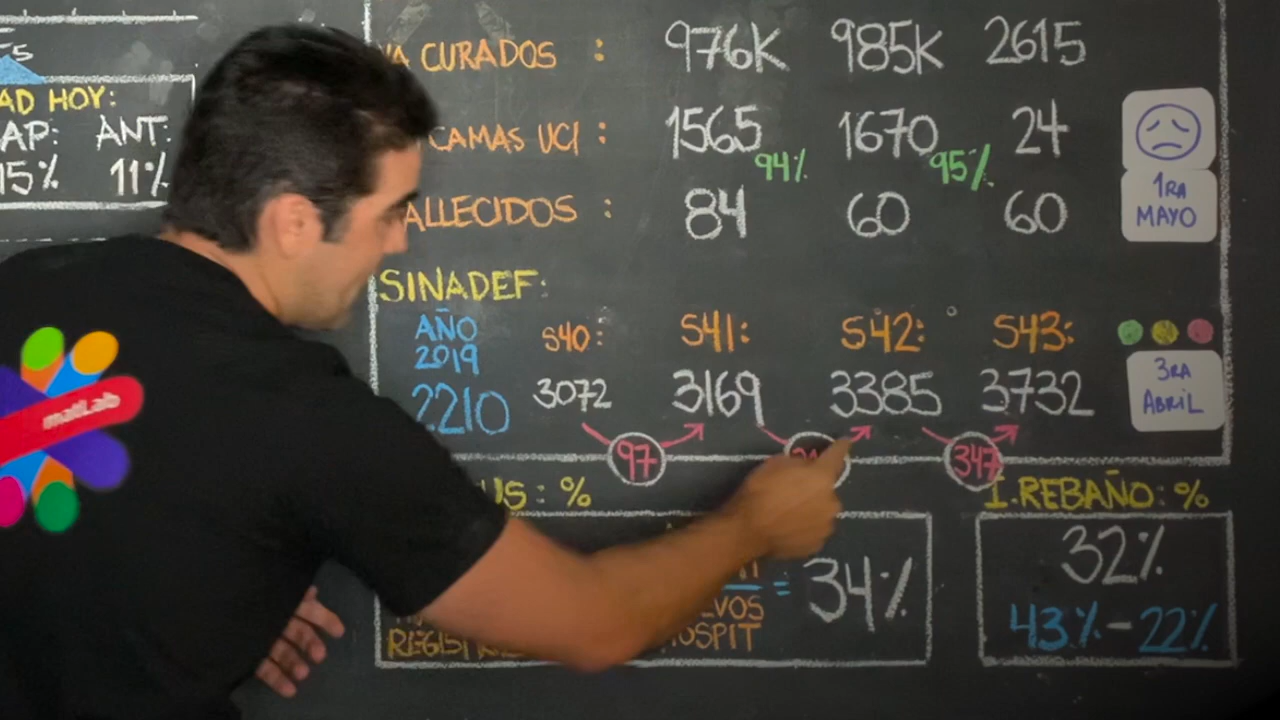 AD HOY:
AP: ANT:
15% 11%
CURADOS : 976K 985K 2615
CAMAS UCI : 1565 1670 24
94% 95%
ALLECIDOS : 84 60 60
1RA
MAYO
SINADEF:
AÑO
2019
2210
S40: S41: S42: S43:
3072 3169 3385 3732
3RA
ABRIL
97 347
matLab
US: %
34%
EVOS
HOSPIT
I. REBAÑO: %
32%
43% - 22%